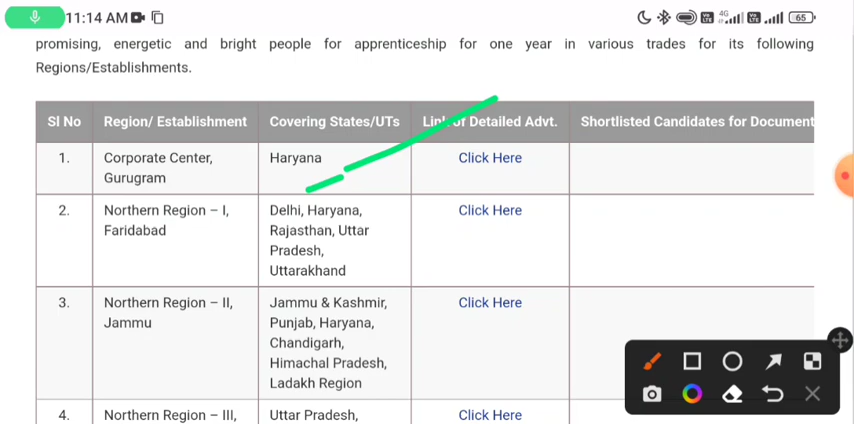 11:14 AM
4G
65
promising, energetic and bright people for apprenticeship for one year in various trades for its following
Regions/Establishments.
Sl No Region/ Establishment Covering States/UTs Link of Detailed Advt. Shortlisted Candidates for Document
1. Corporate Center, Haryana Click Here
Gurugram
2. Northern Region – I, Delhi, Haryana, Click Here
Faridabad Rajasthan, Uttar
Pradesh,
Uttarakhand
3. Northern Region – II, Jammu & Kashmir, Click Here
Jammu Punjab, Haryana,
Chandigarh,
Himachal Pradesh,
Ladakh Region
4. Northern Region – III, Uttar Pradesh, Click Here